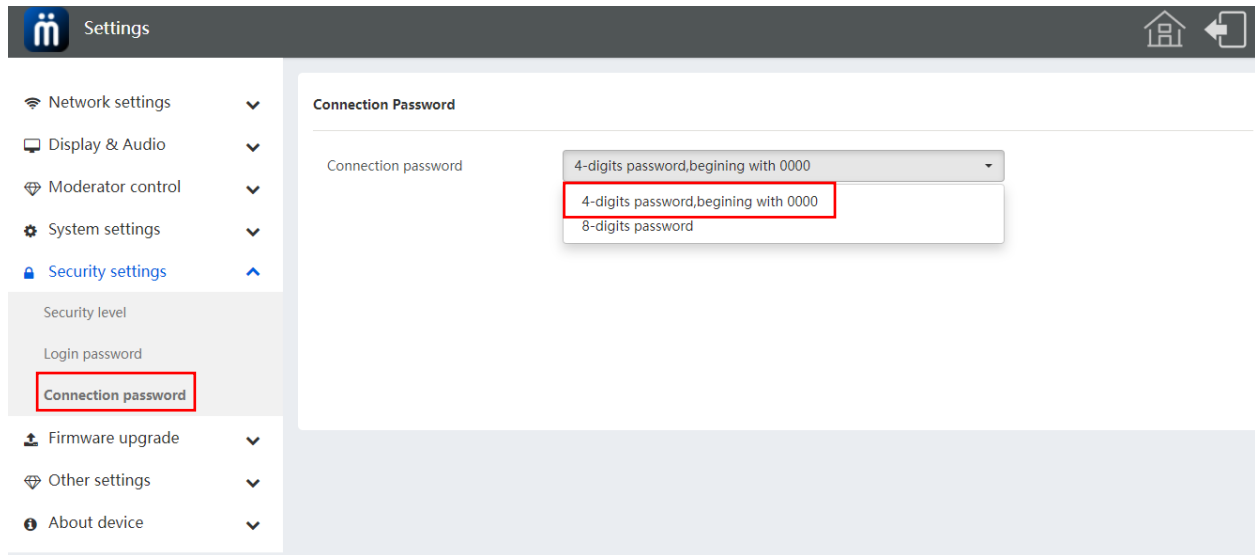 Settings
Network settings
Display & Audio
Moderator control
System settings
Security settings
Security level
Login password
Connection password
Firmware upgrade
Other settings
About device
Connection Password
Connection password
4-digits password,begining with 0000
4-digits password,begining with 0000
8-digits password